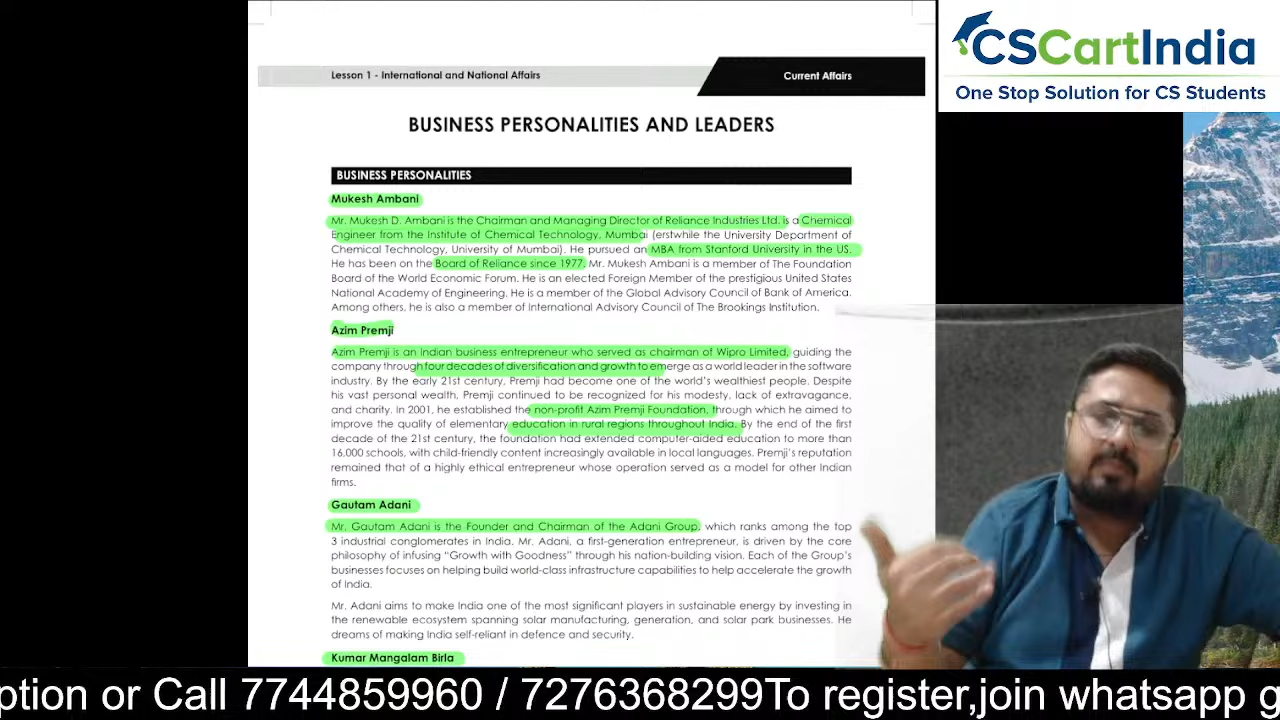 CSCartIndia
One Stop Solution for CS Students
Lesson 1 - International and National Affairs
Current Affairs
BUSINESS PERSONALITIES AND LEADERS
BUSINESS PERSONALITIES
Mukesh Ambani
Mr. Mukesh D. Ambani is the Chairman and Managing Director of Reliance Industries Ltd. is a Chemical
Engineer from the Institute of Chemical Technology, Mumbai (erstwhile the University Department of
Chemical Technology, University of Mumbai). He pursued an MBA from Stanford University in the US.
He has been on the Board of Reliance since 1977. Mr. Mukesh Ambani is a member of The Foundation
Board of the World Economic Forum. He is an elected Foreign Member of the prestigious United States
National Academy of Engineering. He is a member of the Global Advisory Council of Bank of America.
Among others, he is also a member of International Advisory Council of The Brookings Institution.
Azim Premji
Azim Premji is an Indian business entrepreneur who served as chairman of Wipro Limited, guiding the
company through four decades of diversification and growth to emerge as a world leader in the software
industry. By the early 21st century, Premji had become one of the world's wealthiest people. Despite
his vast personal wealth, Premji continued to be recognized for his modesty, lack of extravagance,
and charity. In 2001, he established the non-profit Azim Premji Foundation, through which he aimed to
improve the quality of elementary education in rural regions throughout India. By the end of the first
decade of the 21st century, the foundation had extended computer-aided education to more than
16,000 schools, with child-friendly content increasingly available in local languages. Premji's reputation
remained that of a highly ethical entrepreneur whose operation served as a model for other Indian
firms.
Gautam Adani
Mr. Gautam Adani is the Founder and Chairman of the Adani Group, which ranks among the top
3 industrial conglomerates in India. Mr. Adani, a first-generation entrepreneur, is driven by the core
philosophy of infusing "Growth with Goodness" through his nation-building vision. Each of the Group's
businesses focuses on helping build world-class infrastructure capabilities to help accelerate the growth
of India.
Mr. Adani aims to make India one of the most significant players in sustainable energy by investing in
the renewable ecosystem spanning solar manufacturing, generation, and solar park businesses. He
dreams of making India self-reliant in defence and security.
Kumar Mangalam Birla
ption or Call 7744859960 / 7276368299To register,join whatsapp g